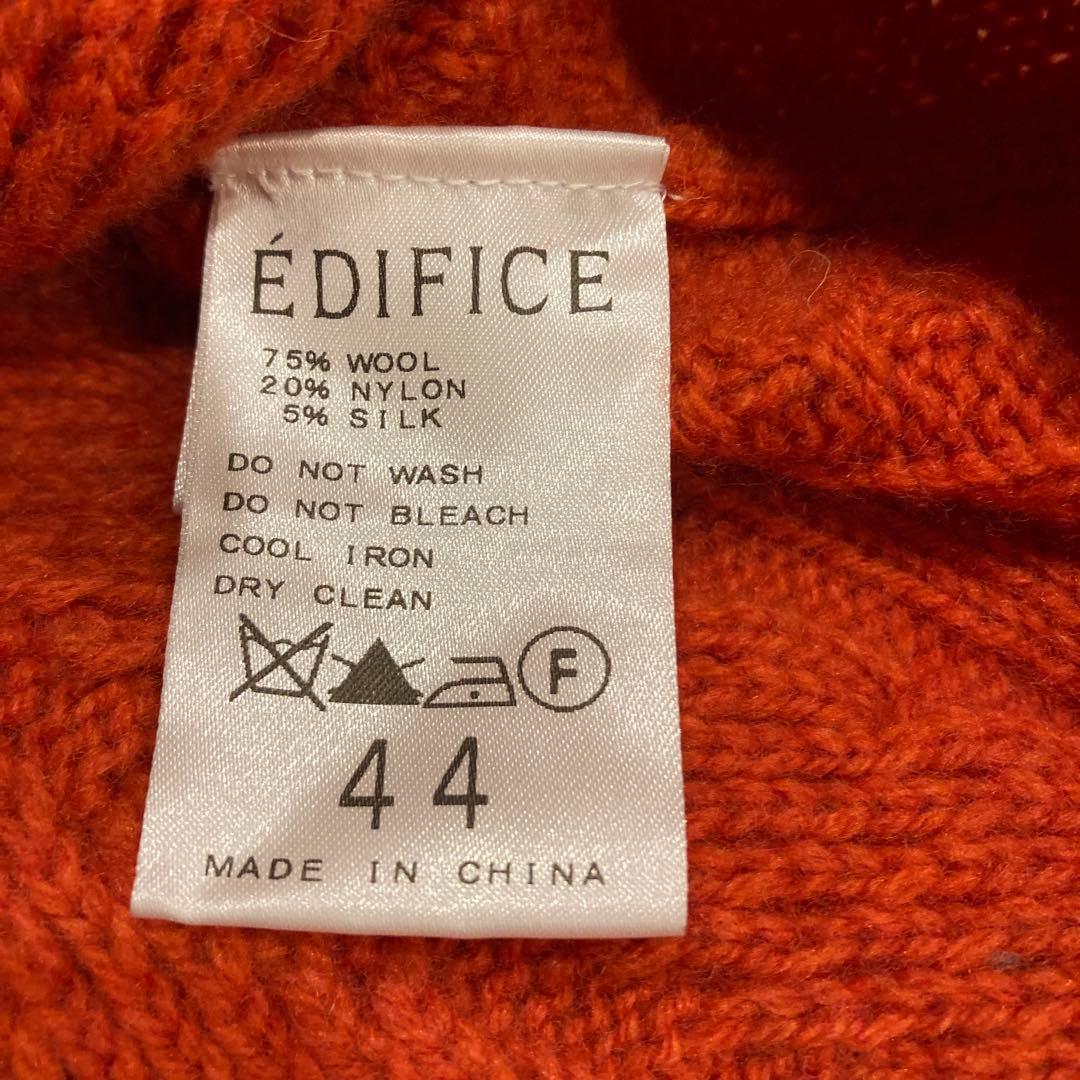 ÉDIFICE
75% WOOL
20% NYLON
5% SILK
DO NOT WASH
DO NOT BLEACH
COOL IRON
DRY CLEAN
F
44
MADE IN CHINA